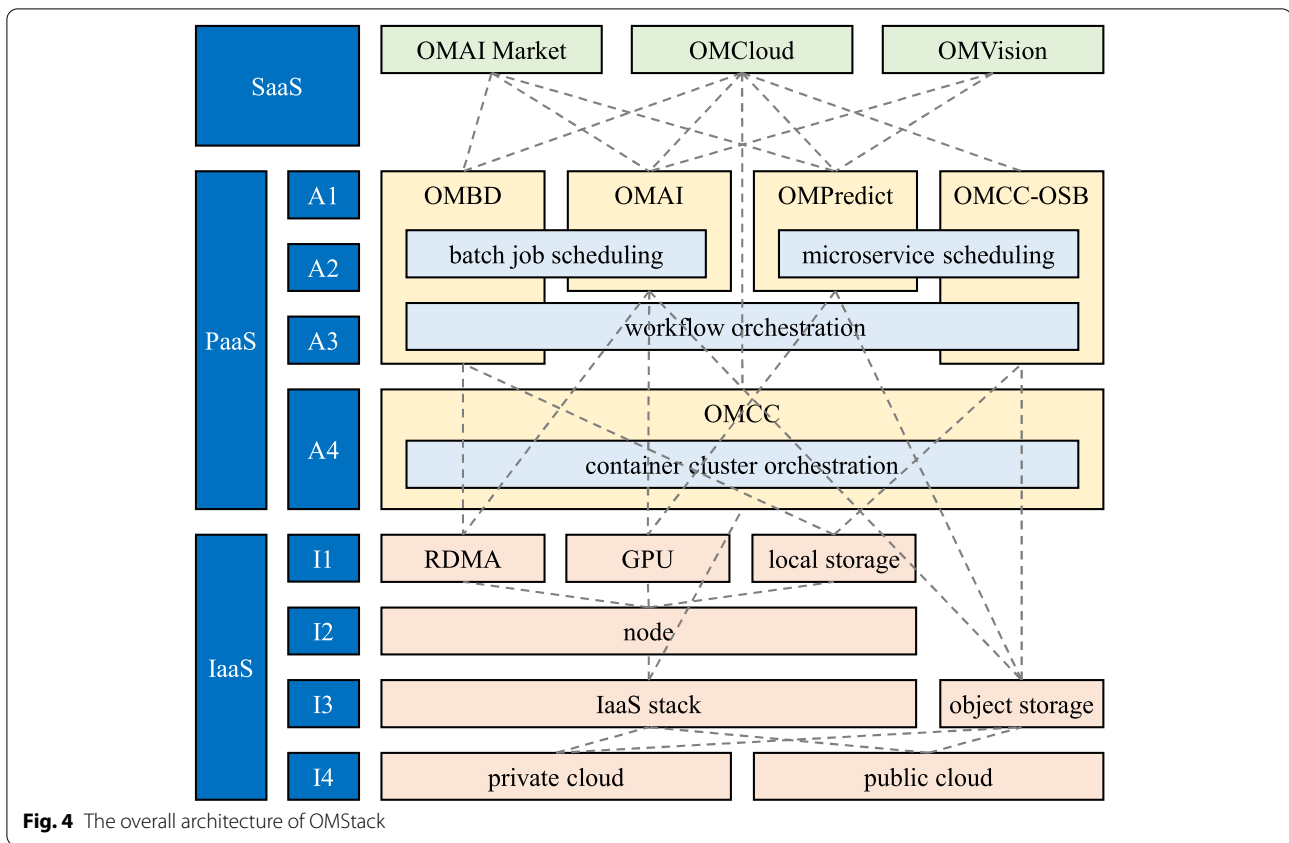 OMAI Market
OMCloud
OMVision
SaaS
PaaS
A1
OMBD
OMAI
OMPredict
OMCC-OSB
A2
batch job scheduling
microservice scheduling
A3
workflow orchestration
A4
OMCC
container cluster orchestration
IaaS
I1
RDMA
GPU
local storage
I2
node
I3
IaaS stack
object storage
I4
private cloud
public cloud
Fig. 4 The overall architecture of OMStack